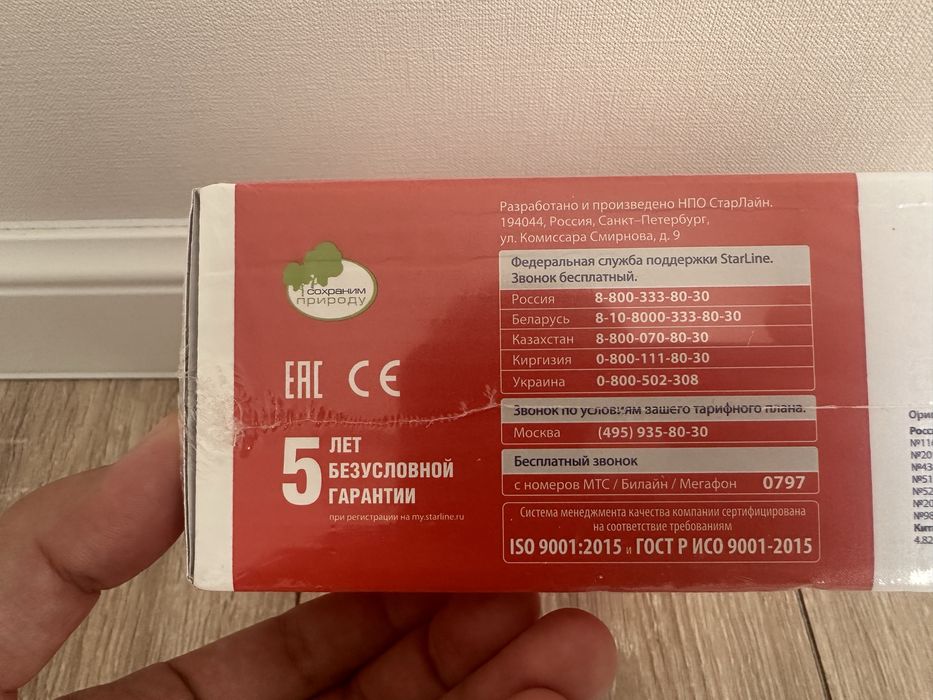 Разработано и произведено НПО СтарЛайн.
194044, Россия, Санкт–Петербург,
ул. Комиссара Смирнова, д. 9
Федеральная служба поддержки StarLine.
Звонок бесплатный.
Россия 8-800-333-80-30
Беларусь 8-10-8000-333-80-30
Казахстан 8-800-070-80-30
Киргизия 0-800-111-80-30
Украина 0-800-502-308
Звонок по условиям вашего тарифного плана.
Москва (495) 935-80-30
Бесплатный звонок
с номеров МТС / Билайн / Мегафон 0797
Система менеджмента качества компании сертифицирована
на соответствие требованиям
ISO 9001:2015 и ГОСТ Р ИСО 9001-2015
сохраним
природу
EAC CE
5 ЛЕТ
БЕЗУСЛОВНОЙ
ГАРАНТИИ
при регистрации на my.starline.ru